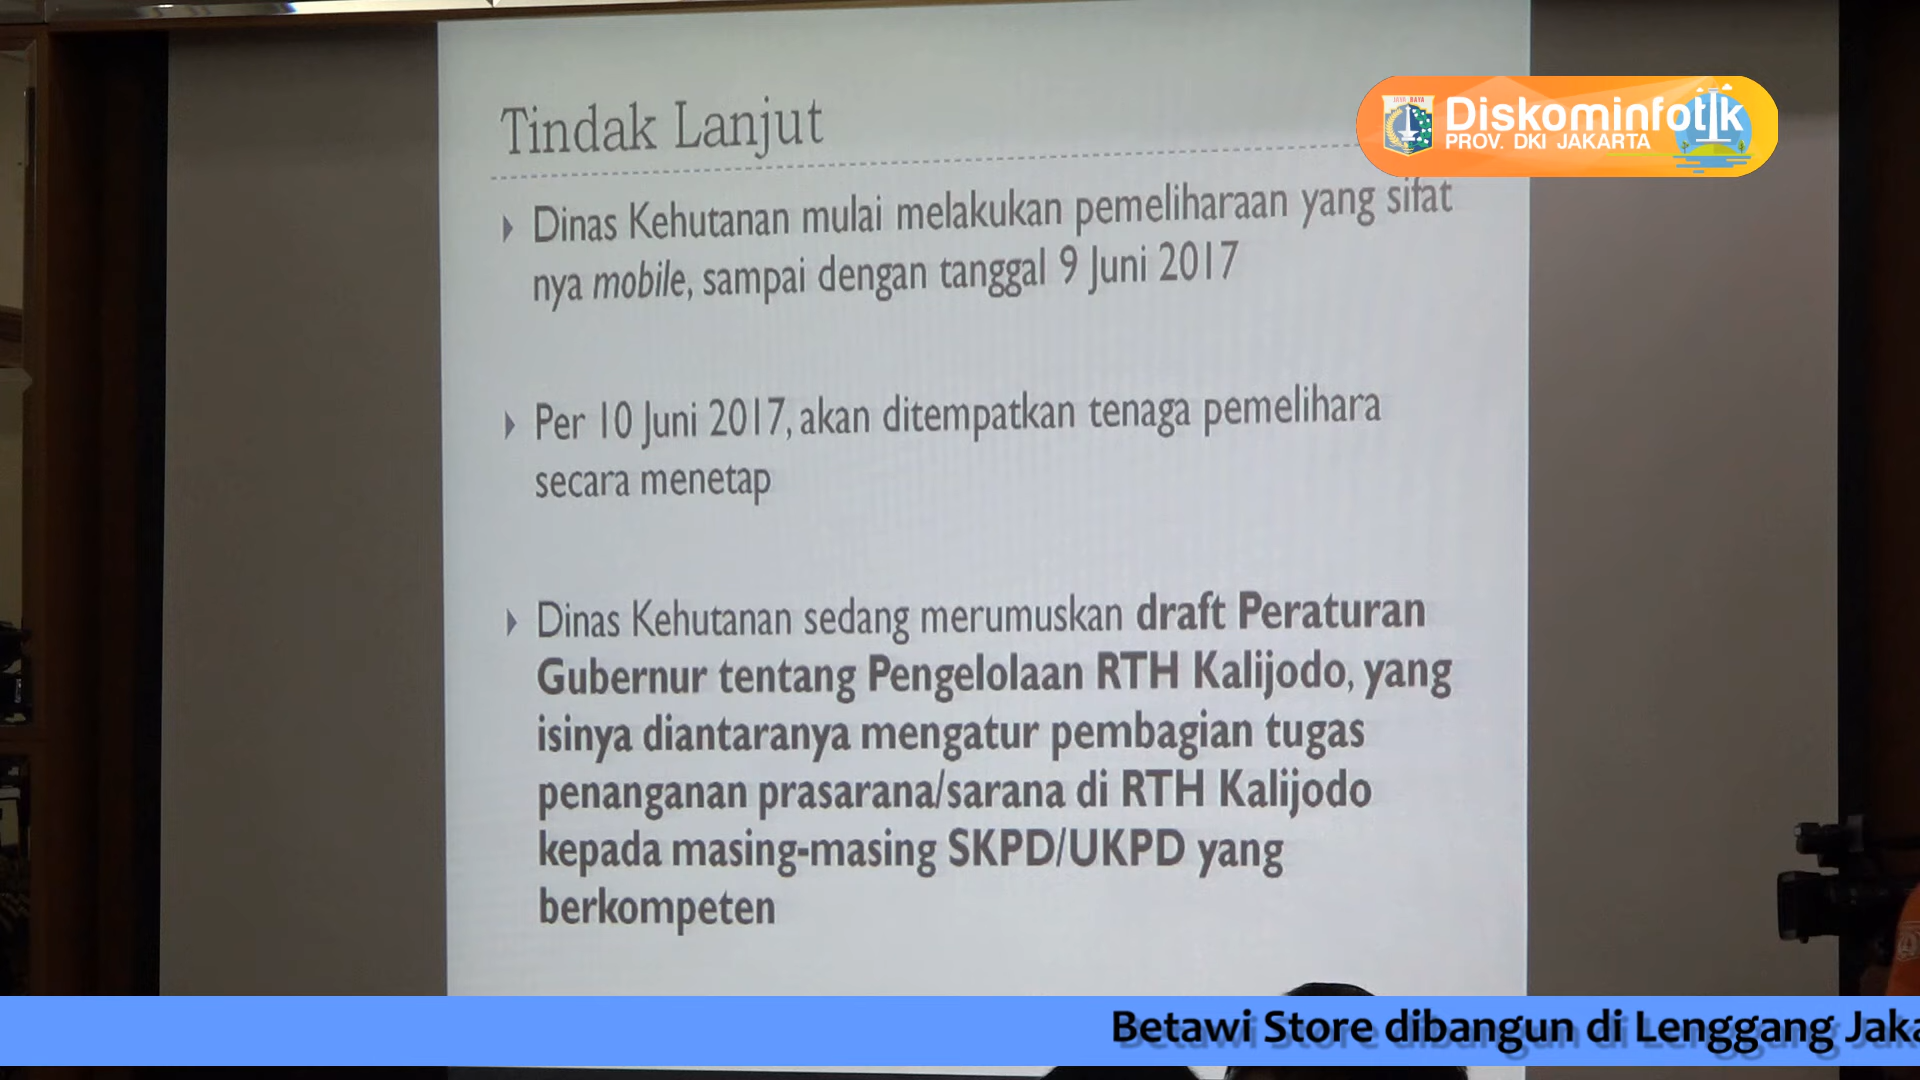 Tindak Lanjut
JAYA RAYA
Diskominfotik
PROV. DKI JAKARTA
Dinas Kehutanan mulai melakukan pemeliharaan yang sifat
nya mobile, sampai dengan tanggal 9 Juni 2017
Per 10 Juni 2017, akan ditempatkan tenaga pemelihara
secara menetap
Dinas Kehutanan sedang merumuskan draft Peraturan
Gubernur tentang Pengelolaan RTH Kalijodo, yang
isinya diantaranya mengatur pembagian tugas
penanganan prasarana/sarana di RTH Kalijodo
kepada masing-masing SKPD/UKPD yang
berkompeten
Betawi Store dibangun di Lenggang Jaka